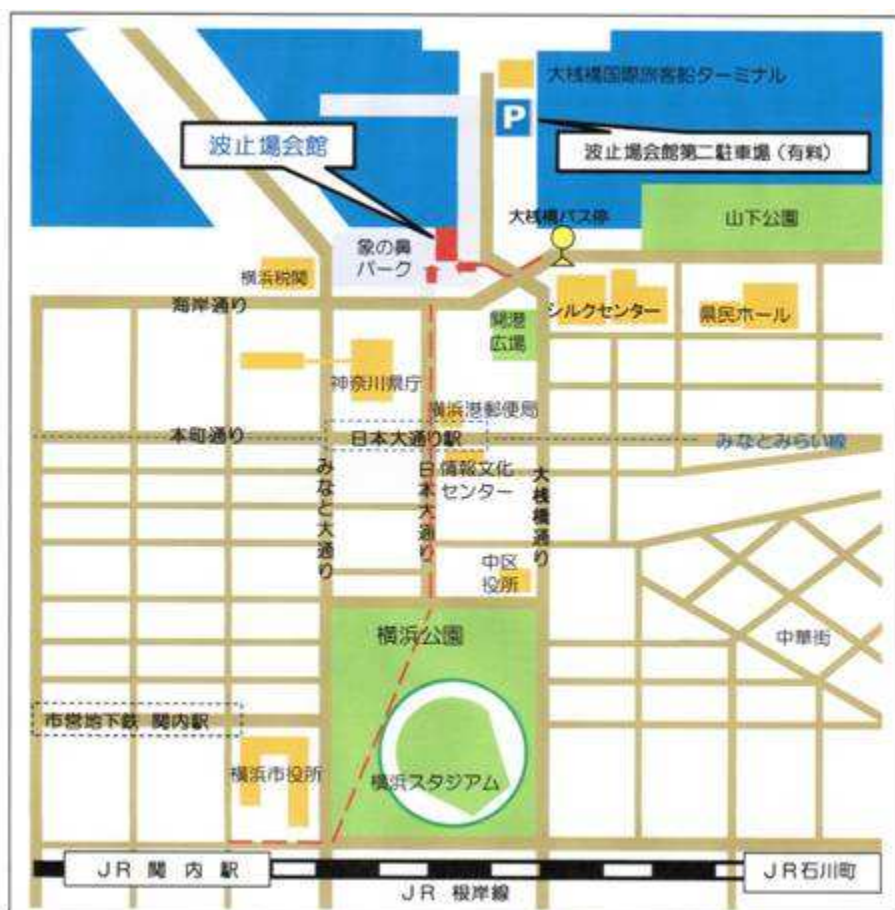 大桟橋国際旅客船ターミナル
P
波止場会館
波止場会館第二駐車場（有料）
大桟橋バス停
山下公園
象の鼻
パーク
横浜税関
海岸通り
シルクセンター
県民ホール
開港
広場
神奈川県庁
横浜港郵便局
本町通り
日本大通り駅
みなとみらい線
みなと大通り
日本大通り
情報文化
センター
大桟橋通り
中区
役所
横浜公園
中華街
市営地下鉄 関内駅
横浜市役所
横浜スタジアム
JR 関 内 駅
JR石川町
JR 根岸線